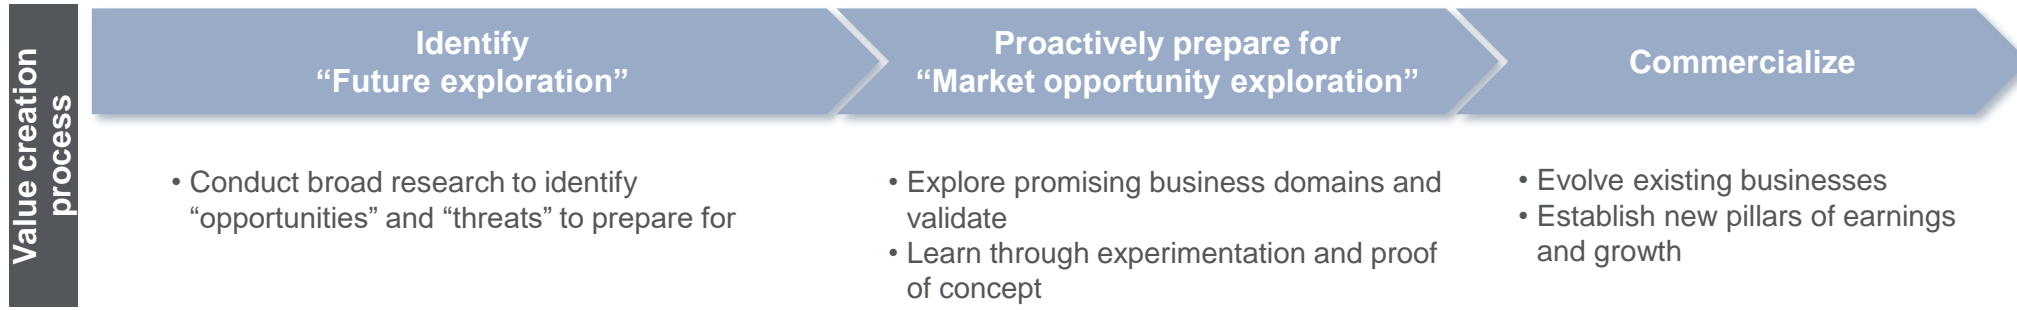 Value creation
process
Identify
“Future exploration”
Proactively prepare for
“Market opportunity exploration”
Commercialize
• Conduct broad research to identify
“opportunities” and “threats” to prepare for
• Explore promising business domains and
validate
• Learn through experimentation and proof
of concept
• Evolve existing businesses
• Establish new pillars of earnings
and growth